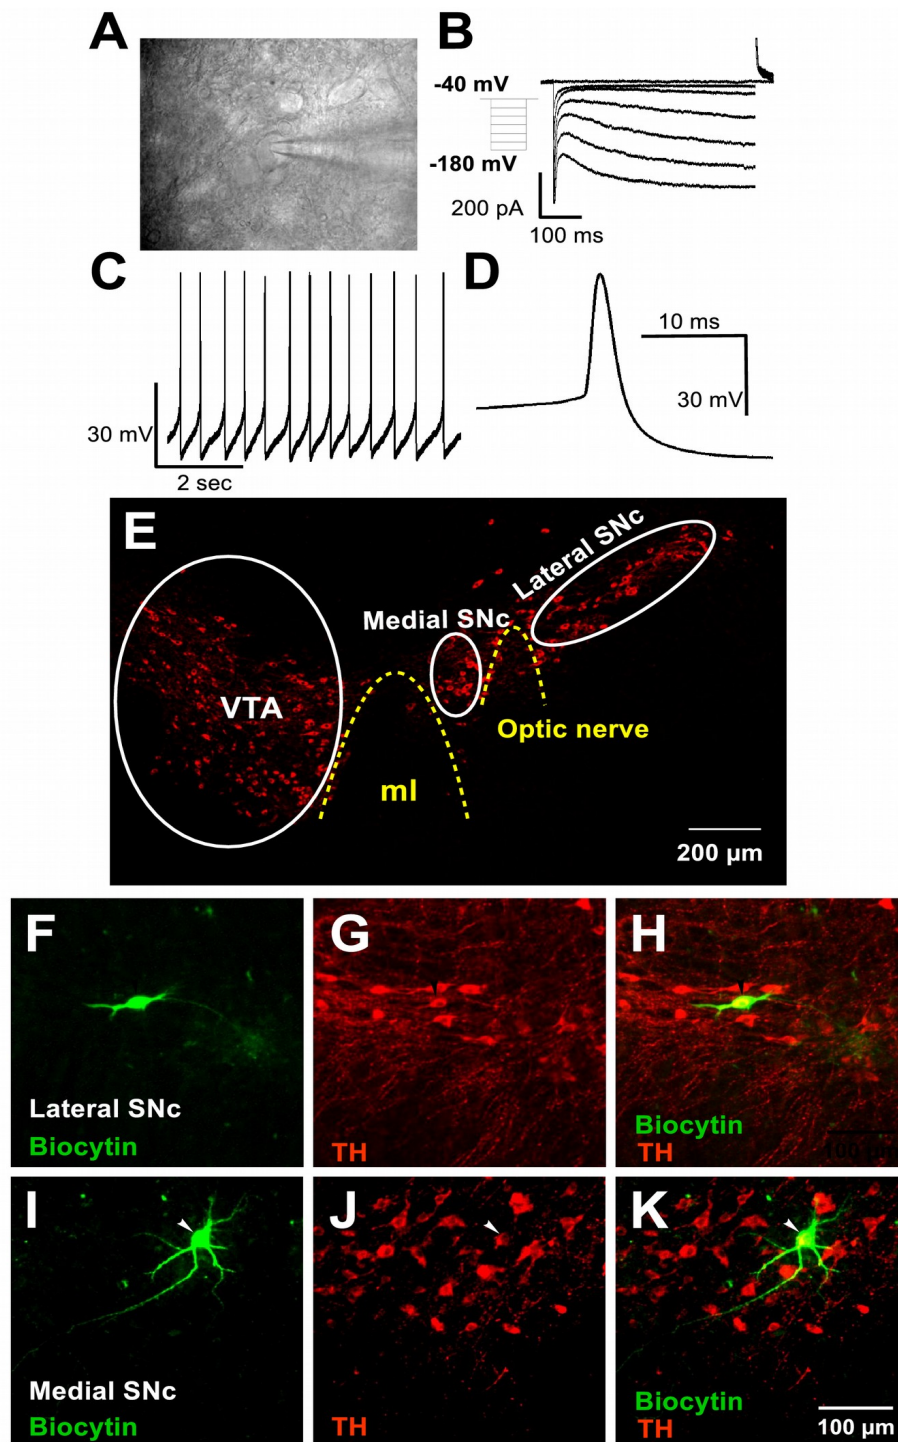 A
B
-40 mV
-180 mV
200 pA
100 ms
C
30 mV
2 sec
D
10 ms
30 mV
E
Lateral SNc
Medial SNc
VTA
Optic nerve
ml
200 µm
F
Lateral SNc
Biocytin
G
TH
H
Biocytin
TH
100 µm
I
Medial SNc
Biocytin
J
TH
K
Biocytin
TH
100 µm